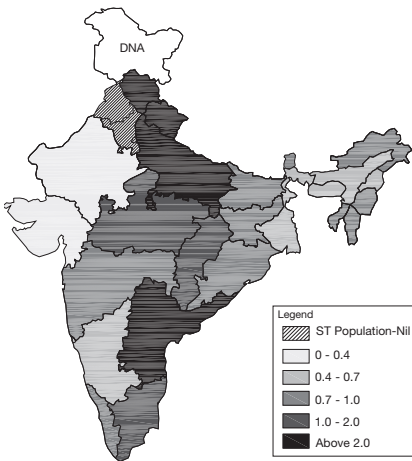 DNA
Legend
ST Population-Nil
0 - 0.4
0.4 - 0.7
0.7 - 1.0
1.0 - 2.0
Above 2.0